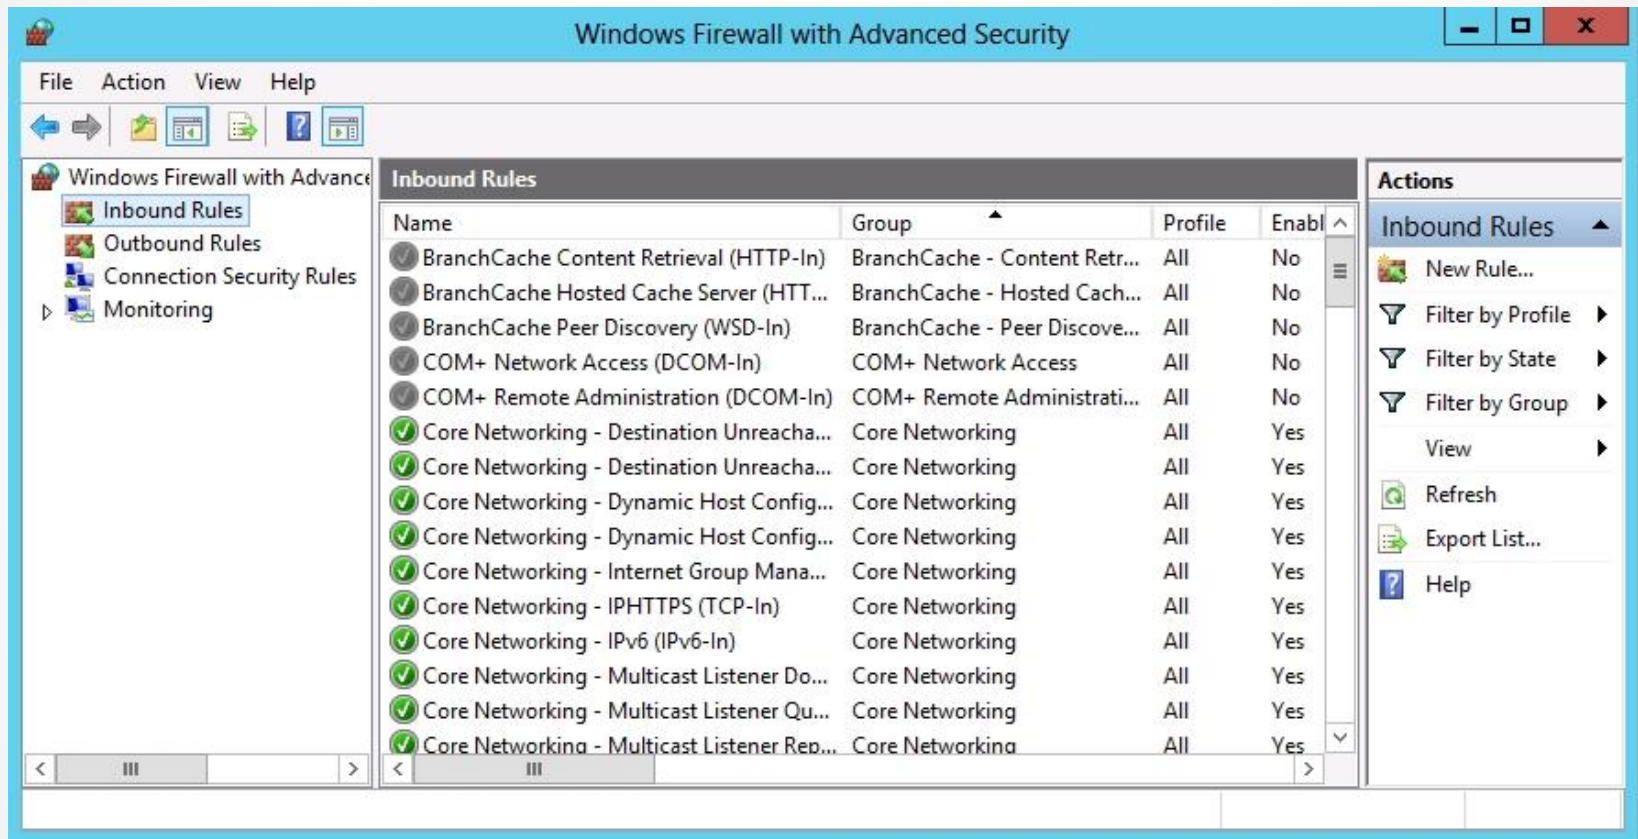 Windows Firewall with Advanced Security
File Action View Help
Windows Firewall with Advance
Inbound Rules
Outbound Rules
Connection Security Rules
Monitoring
Inbound Rules
Name Group Profile Enabl
BranchCache Content Retrieval (HTTP-In) BranchCache - Content Retr... All No
BranchCache Hosted Cache Server (HTT... BranchCache - Hosted Cach... All No
BranchCache Peer Discovery (WSD-In) BranchCache - Peer Discove... All No
COM+ Network Access (DCOM-In) COM+ Network Access All No
COM+ Remote Administration (DCOM-In) COM+ Remote Administrati... All No
Core Networking - Destination Unreacha... Core Networking All Yes
Core Networking - Destination Unreacha... Core Networking All Yes
Core Networking - Dynamic Host Config... Core Networking All Yes
Core Networking - Dynamic Host Config... Core Networking All Yes
Core Networking - Internet Group Mana... Core Networking All Yes
Core Networking - IPHTTPS (TCP-In) Core Networking All Yes
Core Networking - IPv6 (IPv6-In) Core Networking All Yes
Core Networking - Multicast Listener Do... Core Networking All Yes
Core Networking - Multicast Listener Qu... Core Networking All Yes
Core Networking - Multicast Listener Rep... Core Networking All Yes
Actions
Inbound Rules
New Rule...
Filter by Profile
Filter by State
Filter by Group
View
Refresh
Export List...
Help